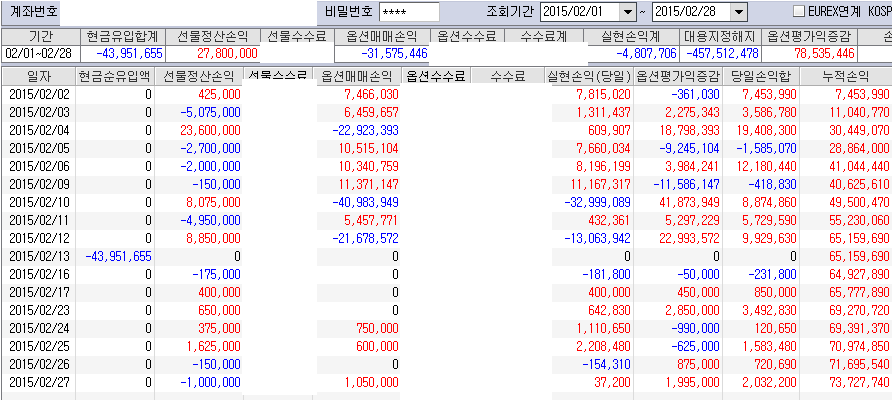 계좌번호 비밀번호 **** 조회기간 2015/02/01 ~ 2015/02/28 EUREX연계 KOSP
기간 현금유입합계 선물정산손익 선물수수료 옵션매매손익 옵션수수료 수수료계 실현손익계 대용지정해지 옵션평가익증감 손
02/01~02/28 -43,951,655 27,800,000 -31,575,446 -4,807,706 -457,512,478 78,535,446
일자 현금순유입액 선물정산손익 선물수수료 옵션매매손익 옵션수수료 수수료 실현손익(당일) 옵션평가익증감 당일손익합 누적손익
2015/02/02 0 425,000 7,466,030 7,815,020 -361,030 7,453,990 7,453,990
2015/02/03 0 -5,075,000 6,459,657 1,311,437 2,275,343 3,586,780 11,040,770
2015/02/04 0 23,600,000 -22,923,393 609,907 18,798,393 19,408,300 30,449,070
2015/02/05 0 -2,700,000 10,515,104 7,660,034 -9,245,104 -1,585,070 28,864,000
2015/02/06 0 -2,000,000 10,340,759 8,196,199 3,984,241 12,180,440 41,044,440
2015/02/09 0 -150,000 11,371,147 11,167,317 -11,586,147 -418,830 40,625,610
2015/02/10 0 8,075,000 -40,983,949 -32,999,089 41,873,949 8,874,860 49,500,470
2015/02/11 0 -4,950,000 5,457,771 432,361 5,297,229 5,729,590 55,230,060
2015/02/12 0 8,850,000 -21,678,572 -13,063,942 22,993,572 9,929,630 65,159,690
2015/02/13 -43,951,655 0 0 0 0 0 65,159,690
2015/02/16 0 -175,000 0 -181,800 -50,000 -231,800 64,927,890
2015/02/17 0 400,000 0 400,000 450,000 850,000 65,777,890
2015/02/23 0 650,000 0 642,830 2,850,000 3,492,830 69,270,720
2015/02/24 0 375,000 750,000 1,110,650 -990,000 120,650 69,391,370
2015/02/25 0 1,625,000 600,000 2,208,480 -625,000 1,583,480 70,974,850
2015/02/26 0 -150,000 0 -154,310 875,000 720,690 71,695,540
2015/02/27 0 -1,000,000 1,050,000 37,200 1,995,000 2,032,200 73,727,740